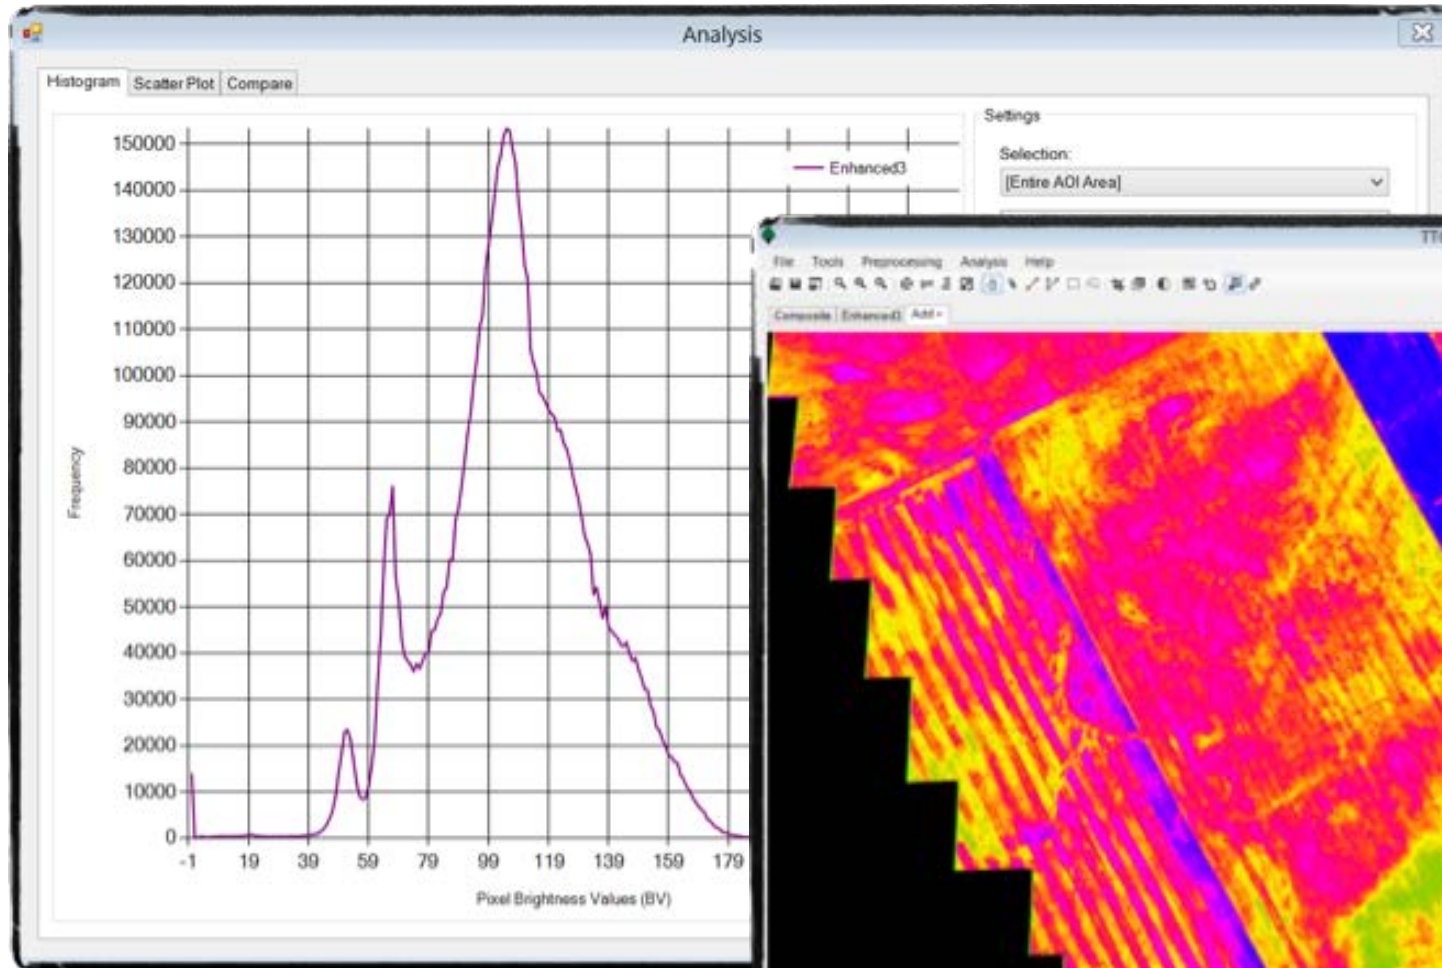 Analysis
Histogram Scatter Plot Compare
150000
140000
130000
120000
110000
100000
90000
80000
70000
60000
50000
40000
30000
20000
10000
0
Frequency
-1 19 39 59 79 99 119 139 159 179
Pixel Brightness Values (BV)
Enhanced3
Settings
Selection:
[Entire AOI Area]
File Tools Preprocessing Analysis Help
Composite Enhanced3 Add +